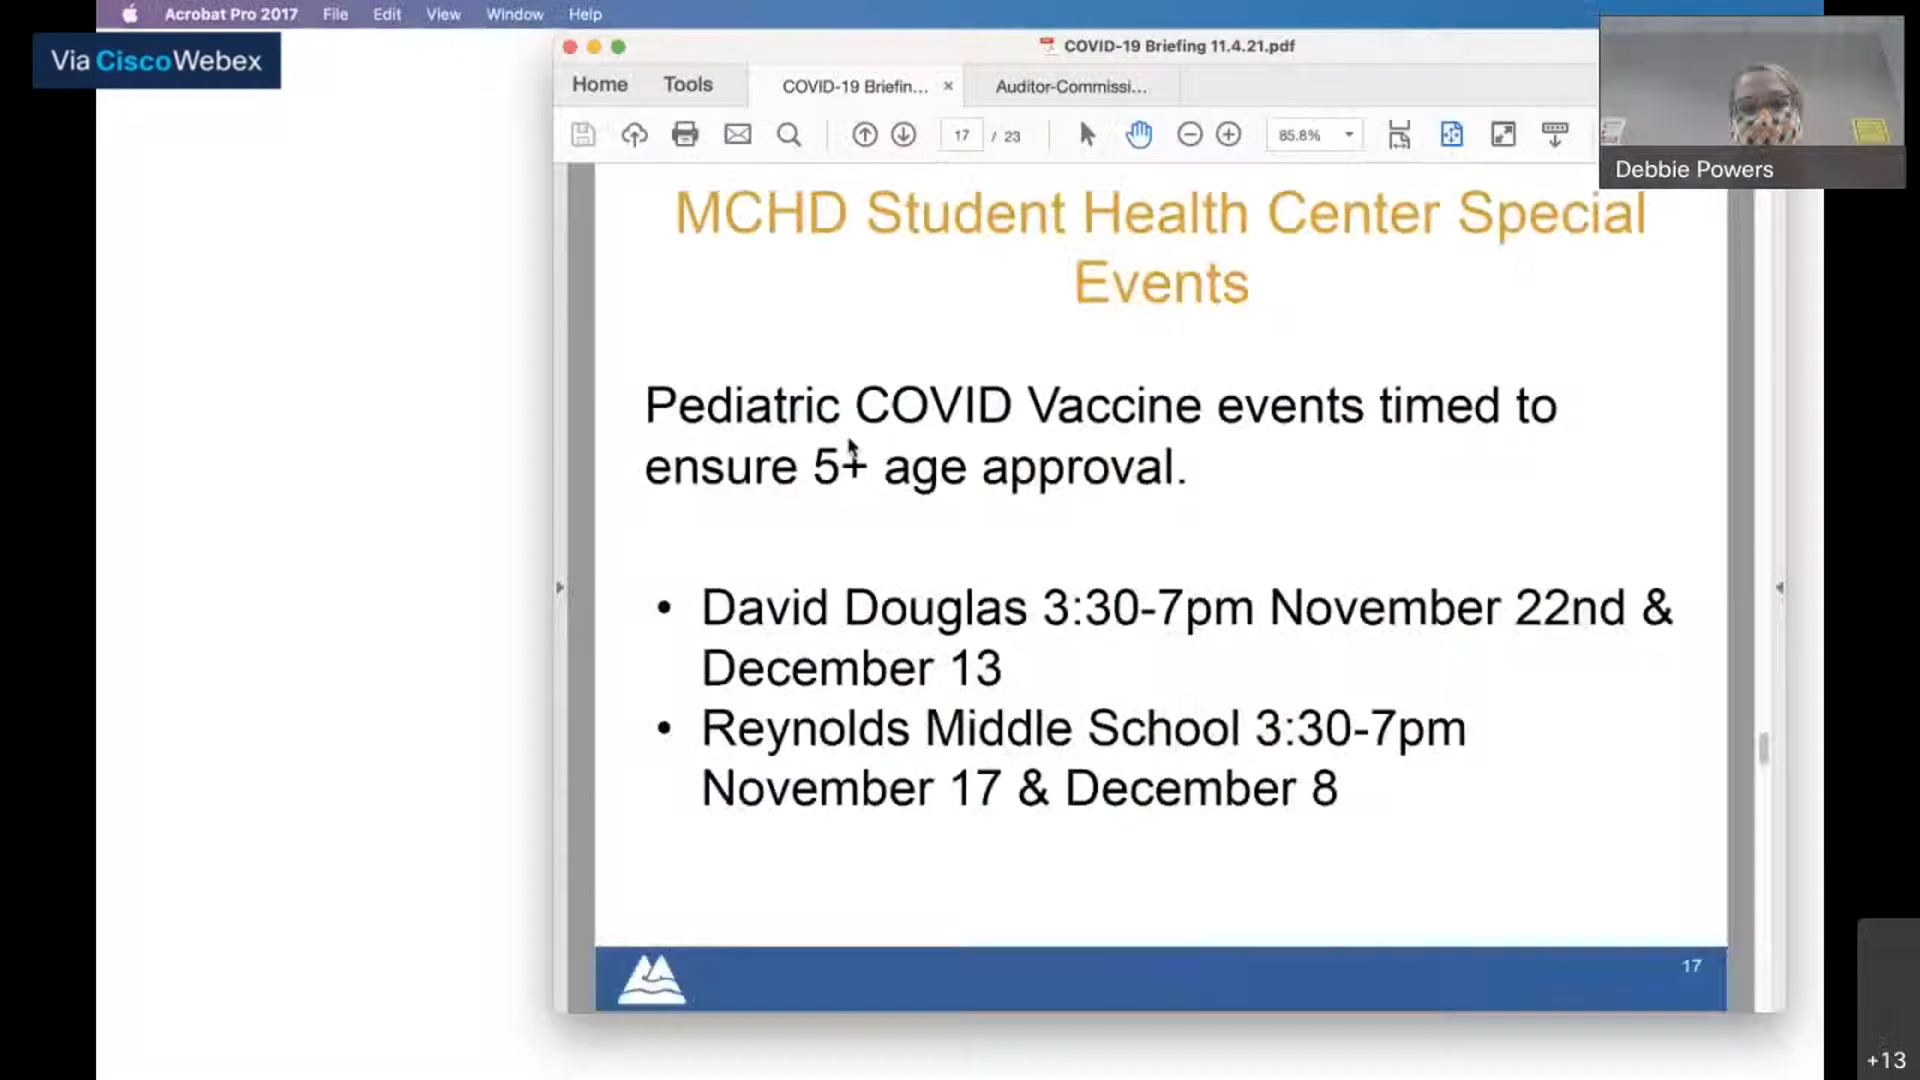 Acrobat Pro 2017 File Edit View Window Help
Via CiscoWebex
COVID-19 Briefing 11.4.21.pdf
Home Tools COVID-19 Briefin... × Auditor-Commissi...
17 / 23 85.8%
Debbie Powers
MCHD Student Health Center Special
Events
Pediatric COVID Vaccine events timed to
ensure 5+ age approval.
• David Douglas 3:30-7pm November 22nd &
December 13
• Reynolds Middle School 3:30-7pm
November 17 & December 8
17
+13